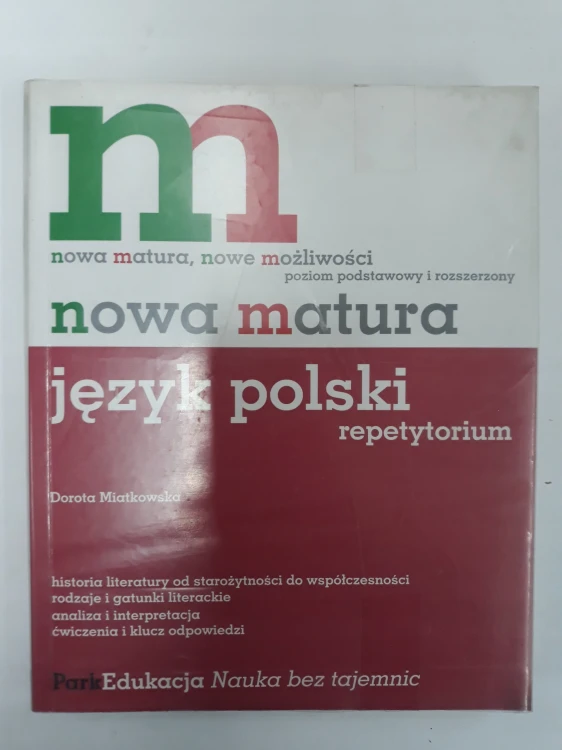 nm
nowa matura, nowe możliwości
poziom podstawowy i rozszerzony
nowa matura
język polski
repetytorium
Dorota Miatkowska
historia literatury od starożytności do współczesności
rodzaje i gatunki literackie
analiza i interpretacja
ćwiczenia i klucz odpowiedzi
ParkEdukacja Nauka bez tajemnic